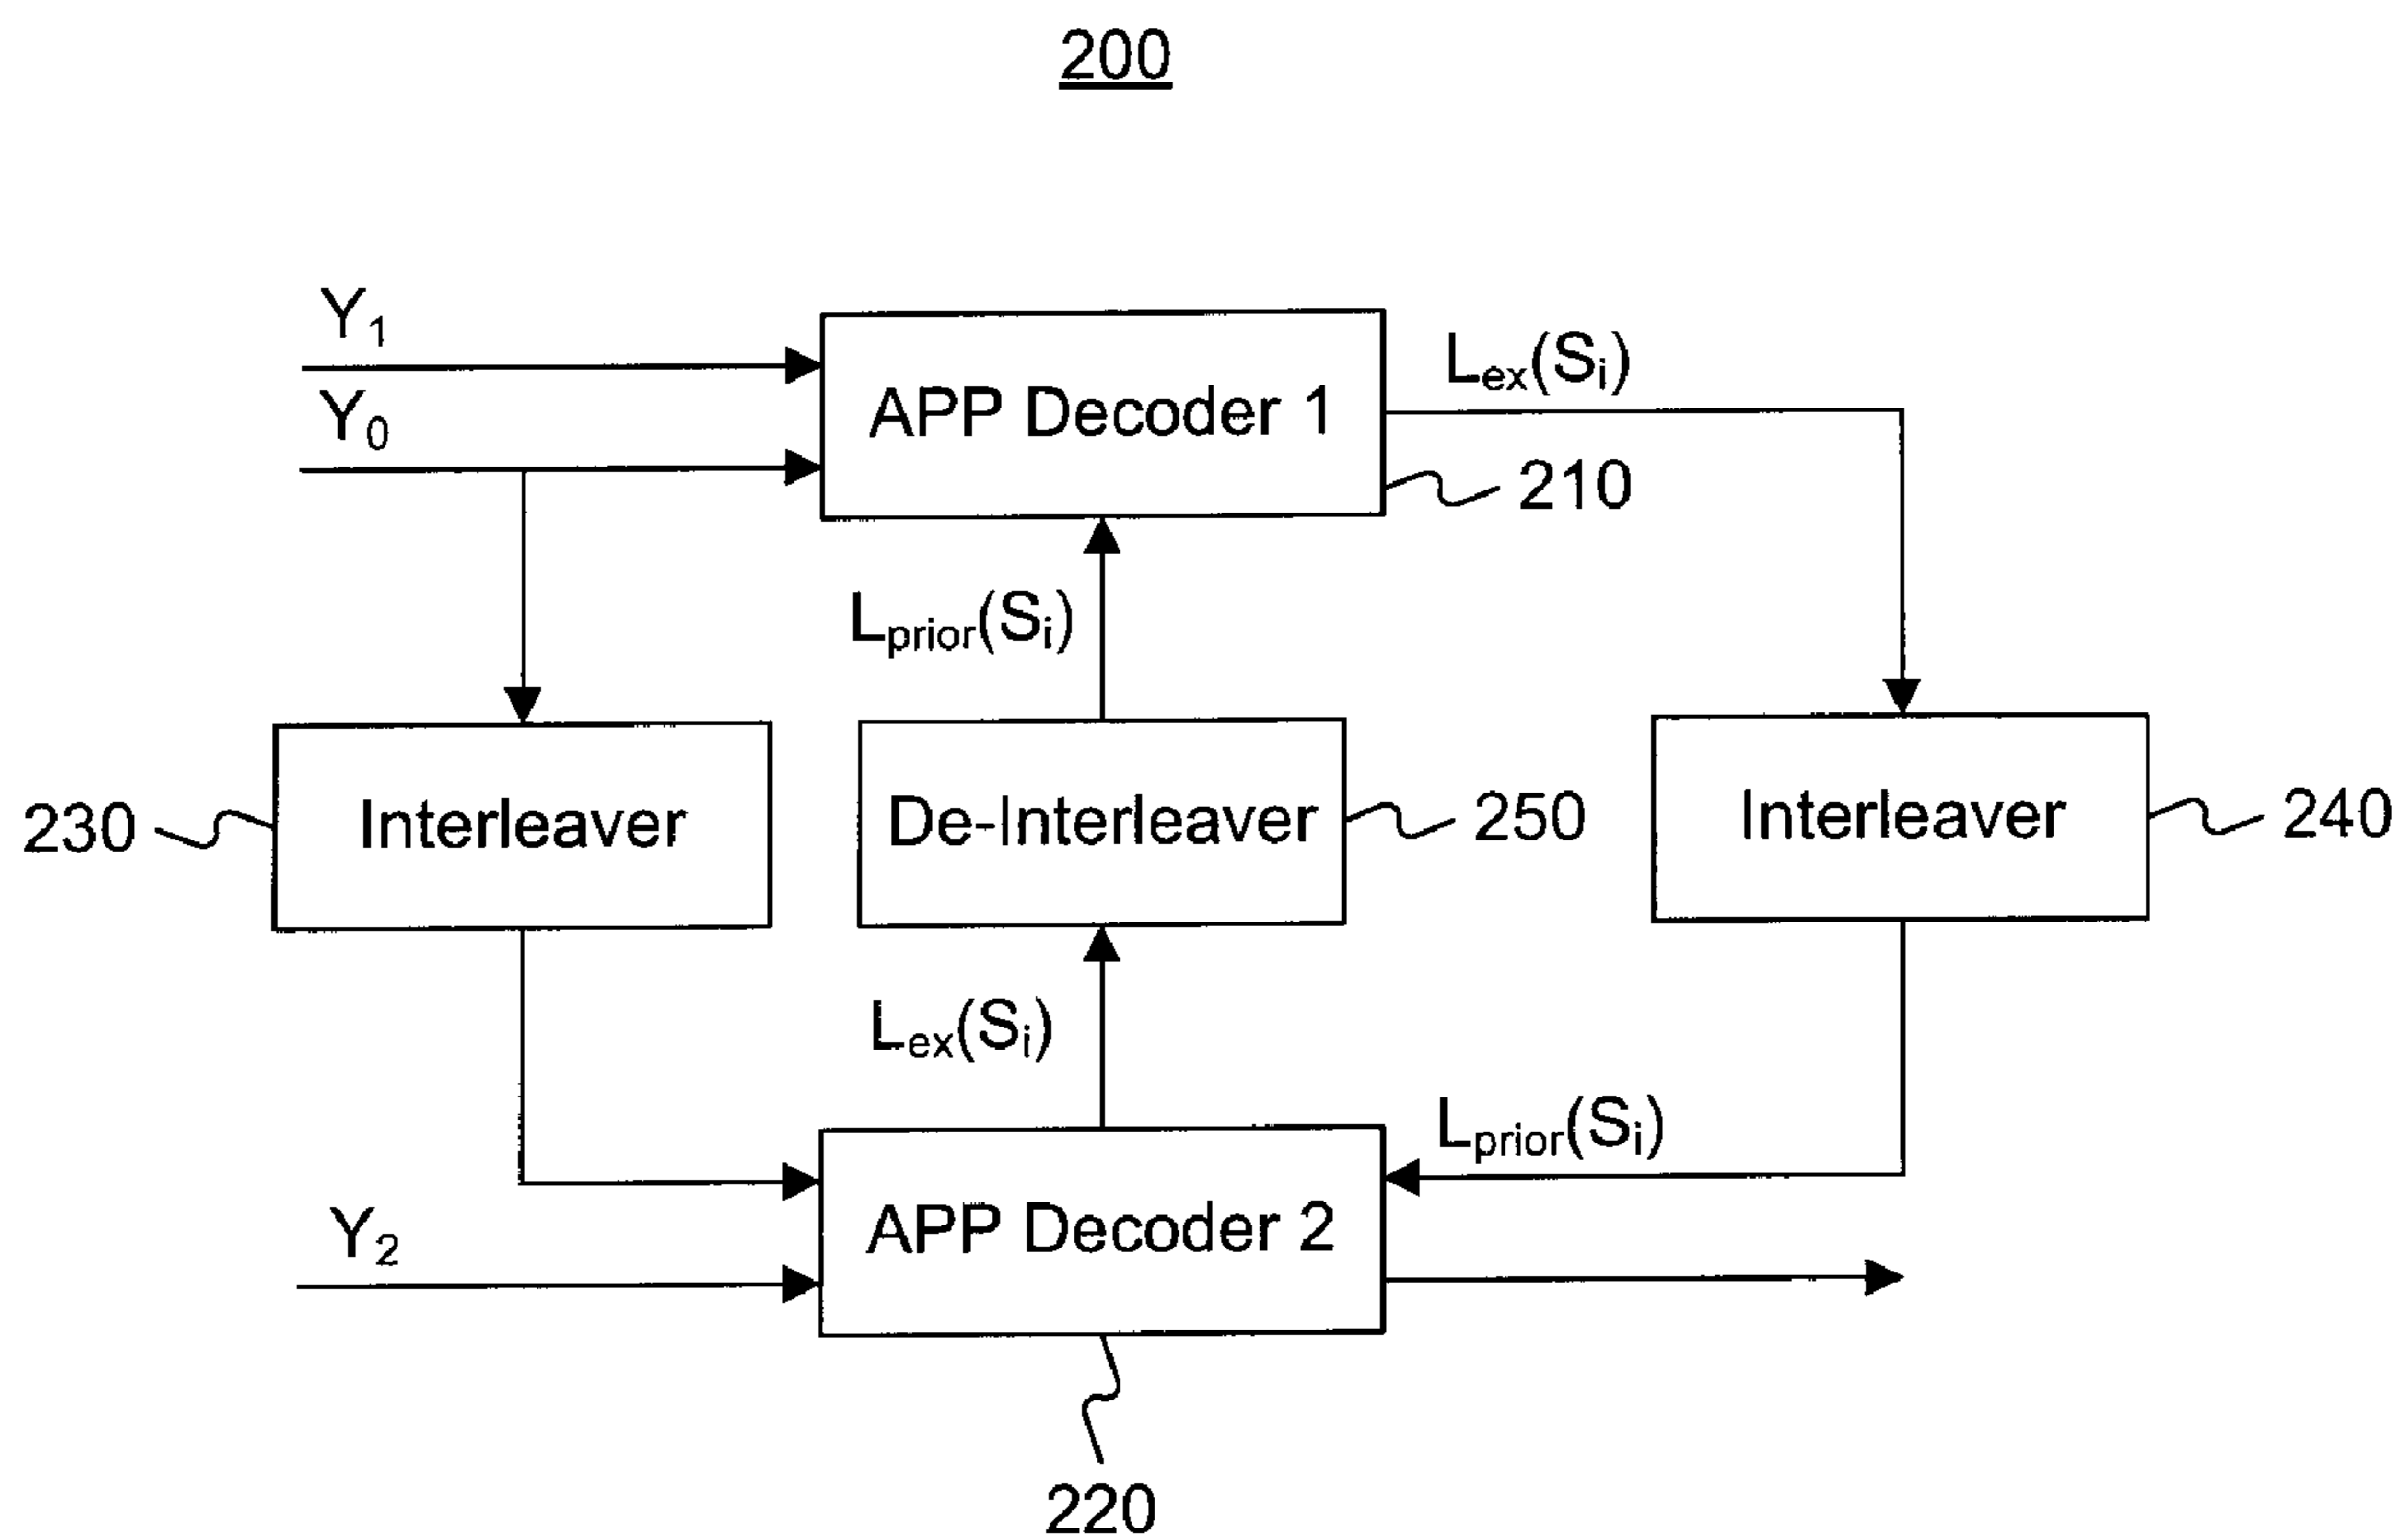 200
Y₁
Y₀
APP Decoder 1
Lₑₓ(Sᵢ)
210
Lₚᵣᵢₒᵣ(Sᵢ)
230
Interleaver
De-Interleaver
250
Interleaver
240
Lₑₓ(Sᵢ)
Lₚᵣᵢₒᵣ(Sᵢ)
Y₂
APP Decoder 2
220